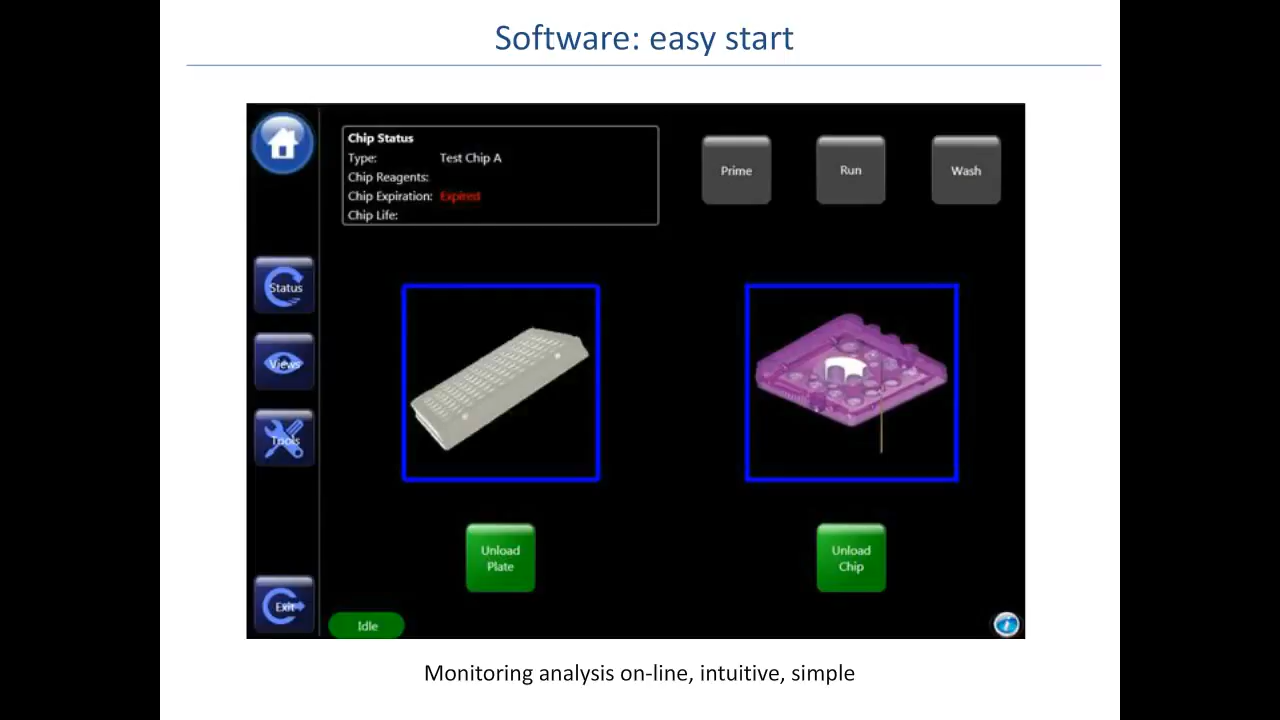 Software: easy start
Chip Status
Type: Test Chip A
Chip Reagents:
Chip Expiration: Expired
Chip Life:
Prime
Run
Wash
Status
Views
Tools
Unload
Plate
Unload
Chip
Exit
Idle
Monitoring analysis on-line, intuitive, simple